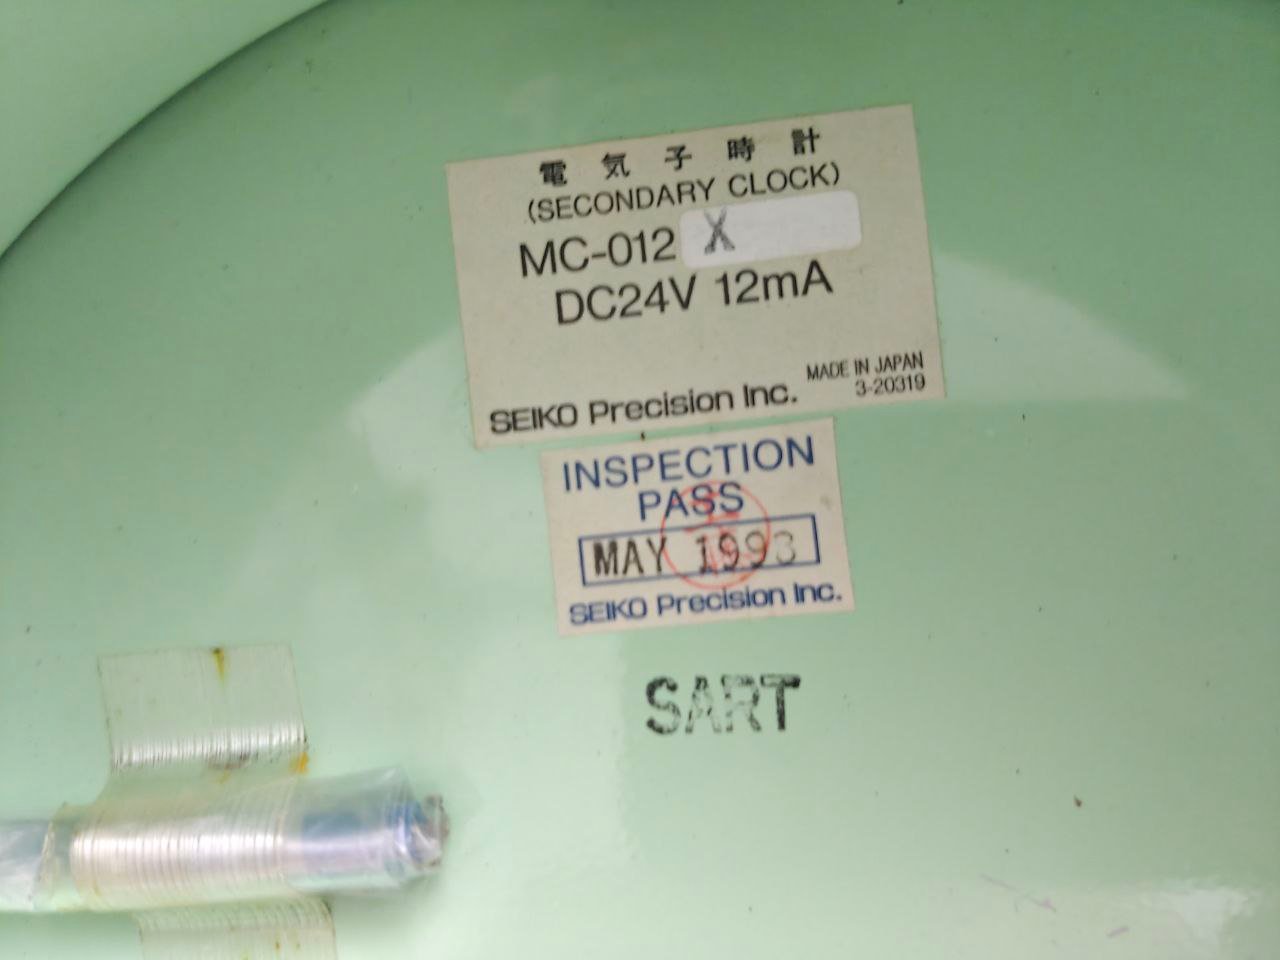 電気子時計
(SECONDARY CLOCK)
MC-012 X
DC24V 12mA
MADE IN JAPAN
3-20319
SEIKO Precision Inc.
INSPECTION
PASS
MAY 1993
SEIKO Precision Inc.
SART